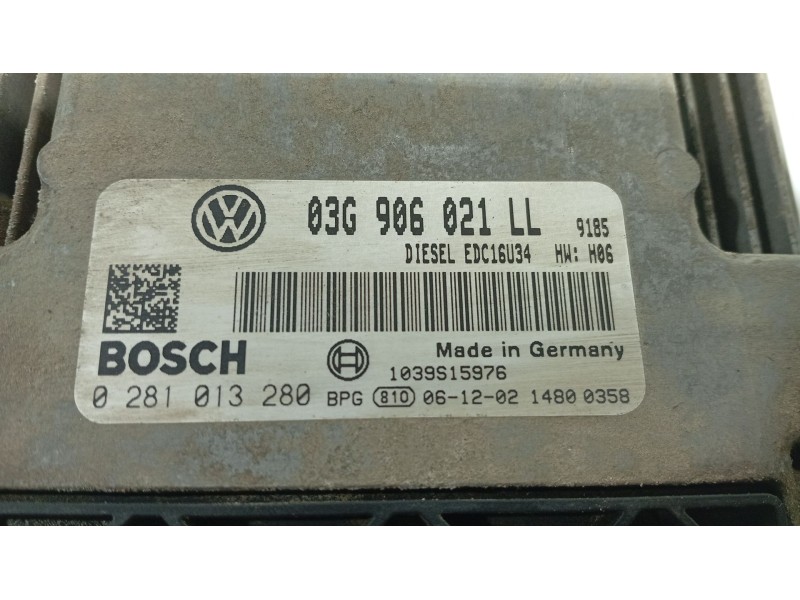 VW
03G 906 021 LL 9185
DIESEL EDC16U34 HW: H06
BOSCH Made in Germany
1039S15976
0 281 013 280 BPG 810 06-12-02 1480 0358